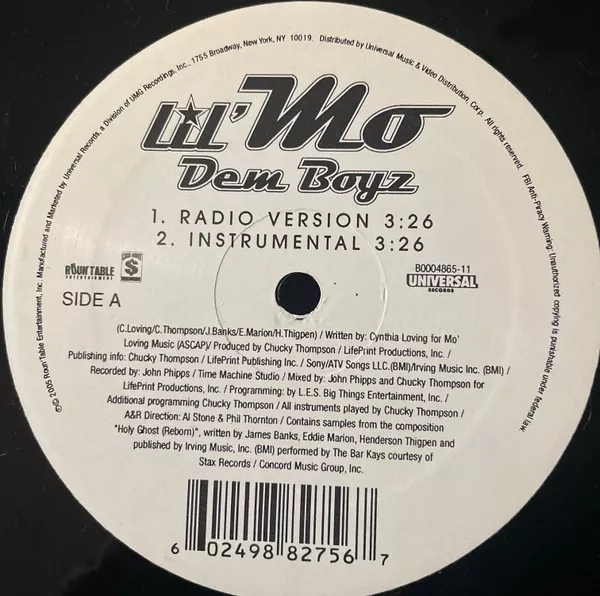 ℗© 2005 Roun'Table Entertainment, Inc. Manufactured and Marketed by Universal Records, a Division of UMG Recordings, Inc., 1755 Broadway, New York, NY 10019. Distributed by Universal Music & Video Distribution, Corp. All rights reserved. FBI Anti-Piracy Warning: Unauthorized copying is punishable under federal law.
Lil' Mo
Dem Boyz
1. RADIO VERSION 3:26
2. INSTRUMENTAL 3:26
ROUN'TABLE
ENTERTAINMENT
$
B0004865-11
UNIVERSAL
RECORDS
SIDE A
(C.Loving/C.Thompson/J.Banks/E.Marion/H.Thigpen) / Written by: Cynthia Loving for Mo'
Loving Music (ASCAP)/ Produced by Chucky Thompson / LifePrint Productions, Inc. /
Publishing info: Chucky Thompson / LifePrint Publishing Inc. / Sony/ATV Songs LLC.(BMI)/Irving Music Inc. (BMI) /
Recorded by: John Phipps / Time Machine Studio / Mixed by: John Phipps and Chucky Thompson for
LifePrint Productions, Inc. / Programming: by L.E.S. Big Things Entertainment, Inc. /
Additional programming Chucky Thompson / All instruments played by Chucky Thompson /
A&R Direction: Al Stone & Phil Thornton / Contains samples from the composition
"Holy Ghost (Reborn)", written by James Banks, Eddie Marion, Henderson Thigpen and
published by Irving Music, Inc. (BMI) performed by The Bar Kays courtesy of
Stax Records / Concord Music Group, Inc.
6 02498 82756 7